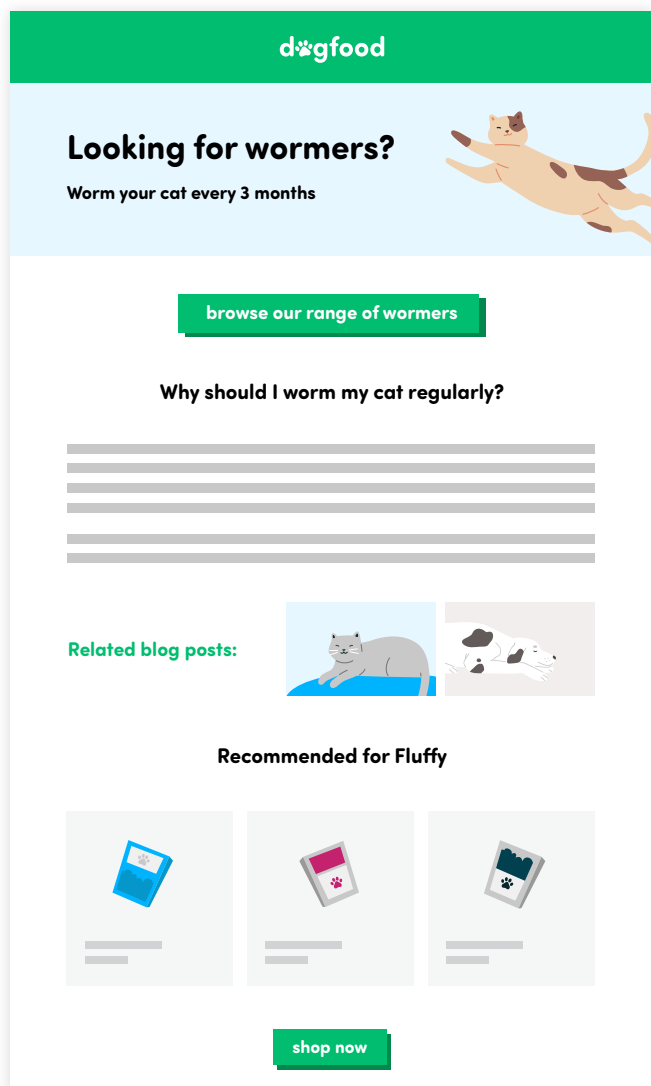 dogfood
Looking for wormers?
Worm your cat every 3 months
browse our range of wormers
Why should I worm my cat regularly?
Related blog posts:
Recommended for Fluffy
shop now